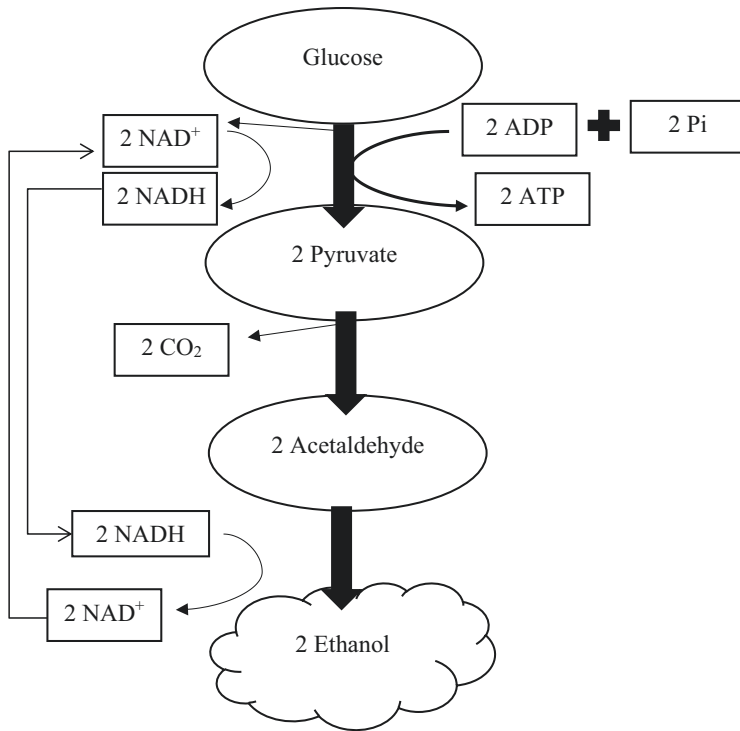 Glucose
2 NAD⁺
2 ADP
2 Pi
2 NADH
2 ATP
2 Pyruvate
2 CO₂
2 Acetaldehyde
2 NADH
2 NAD⁺
2 Ethanol